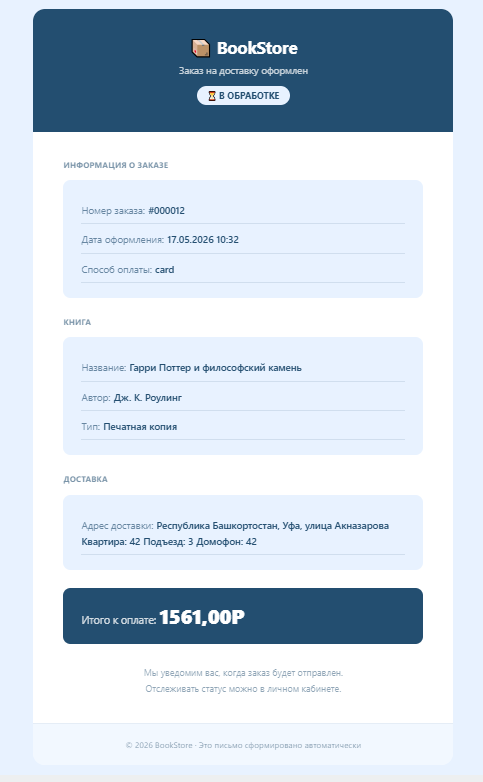 BookStore
Заказ на доставку оформлен
В ОБРАБОТКЕ
ИНФОРМАЦИЯ О ЗАКАЗЕ
Номер заказа: #000012
Дата оформления: 17.05.2026 10:32
Способ оплаты: card
КНИГА
Название: Гарри Поттер и философский камень
Автор: Дж. К. Роулинг
Тип: Печатная копия
ДОСТАВКА
Адрес доставки: Республика Башкортостан, Уфа, улица Акназарова
Квартира: 42 Подъезд: 3 Домофон: 42
Итого к оплате: 1561,00Р
Мы уведомим вас, когда заказ будет отправлен.
Отслеживать статус можно в личном кабинете.
© 2026 BookStore · Это письмо сформировано автоматически